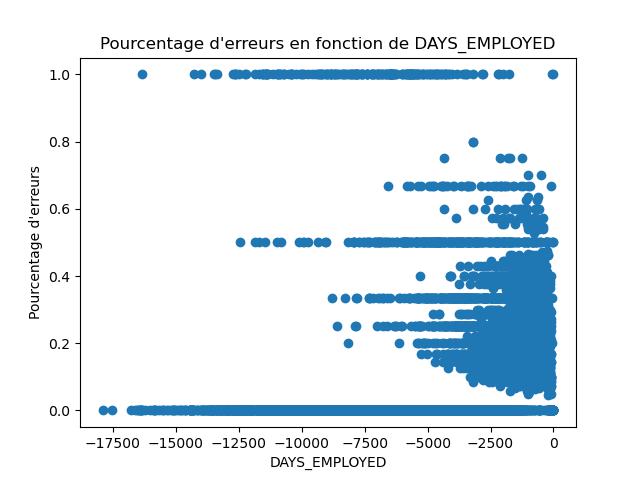 Pourcentage d'erreurs en fonction de DAYS_EMPLOYED
1.0
0.8
0.6
0.4
0.2
0.0
Pourcentage d'erreurs
−17500 −15000 −12500 −10000 −7500 −5000 −2500 0
DAYS_EMPLOYED